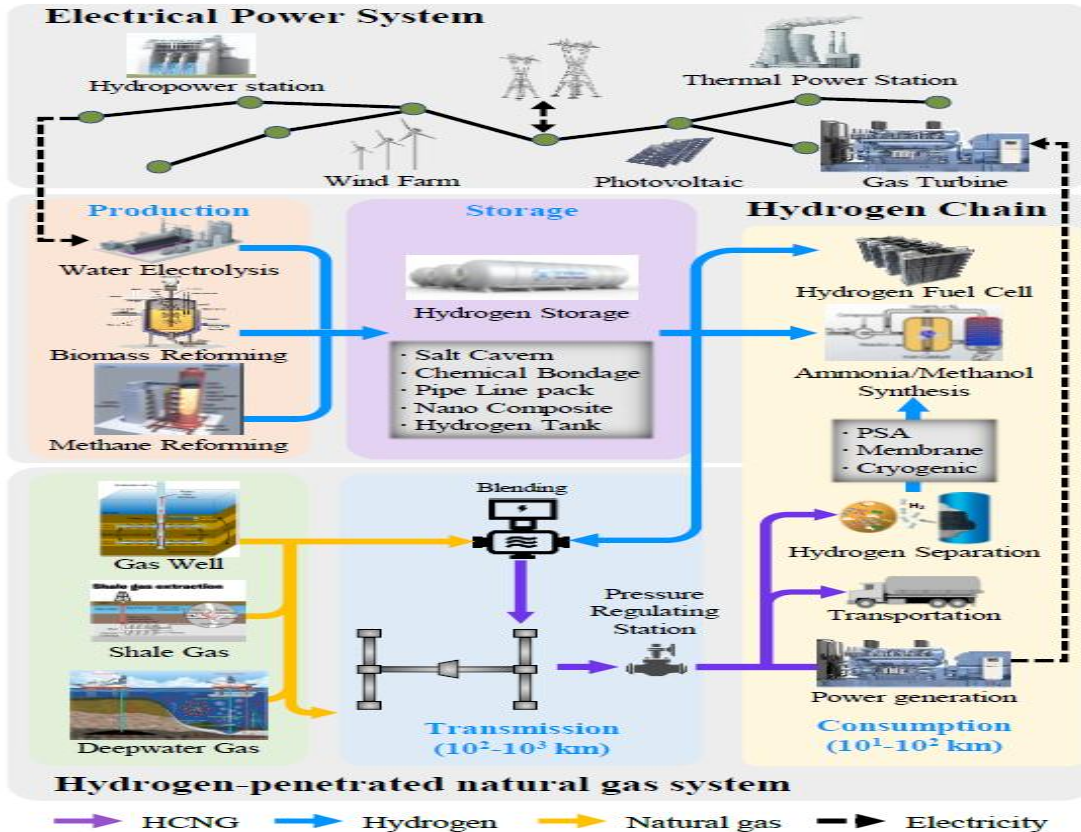 Electrical Power System
Hydropower station
Thermal Power Station
Wind Farm
Photovoltaic
Gas Turbine
Production
Storage
Hydrogen Chain
Water Electrolysis
Hydrogen Storage
Hydrogen Fuel Cell
Biomass Reforming
· Salt Cavern
· Chemical Bondage
· Pipe Line pack
· Nano Composite
· Hydrogen Tank
Ammonia/Methanol
Synthesis
Methane Reforming
· PSA
· Membrane
· Cryogenic
Blending
H₂
Gas Well
Hydrogen Separation
Shale gas extraction
Pressure
Regulating
Station
Shale Gas
Transportation
Power generation
Deepwater Gas
Transmission
(10²-10³ km)
Consumption
(10¹-10² km)
Hydrogen-penetrated natural gas system
HCNG
Hydrogen
Natural gas
Electricity